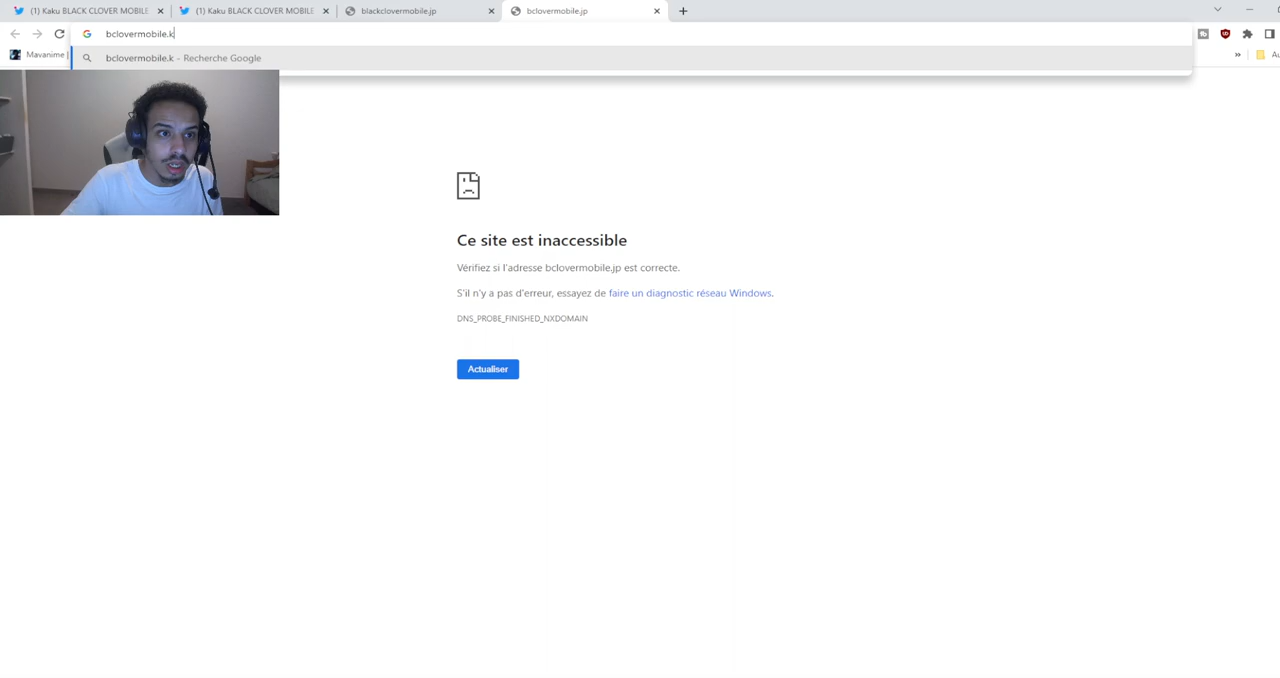 (1) Kaku BLACK CLOVER MOBILE
(1) Kaku BLACK CLOVER MOBILE
blackclovermobile.jp
bclovermobile.jp
bclovermobile.k
Mavanime |
bclovermobile.k - Recherche Google
»
Au
Ce site est inaccessible
Vérifiez si l'adresse bclovermobile.jp est correcte.
S'il n'y a pas d'erreur, essayez de faire un diagnostic réseau Windows.
DNS_PROBE_FINISHED_NXDOMAIN
Actualiser